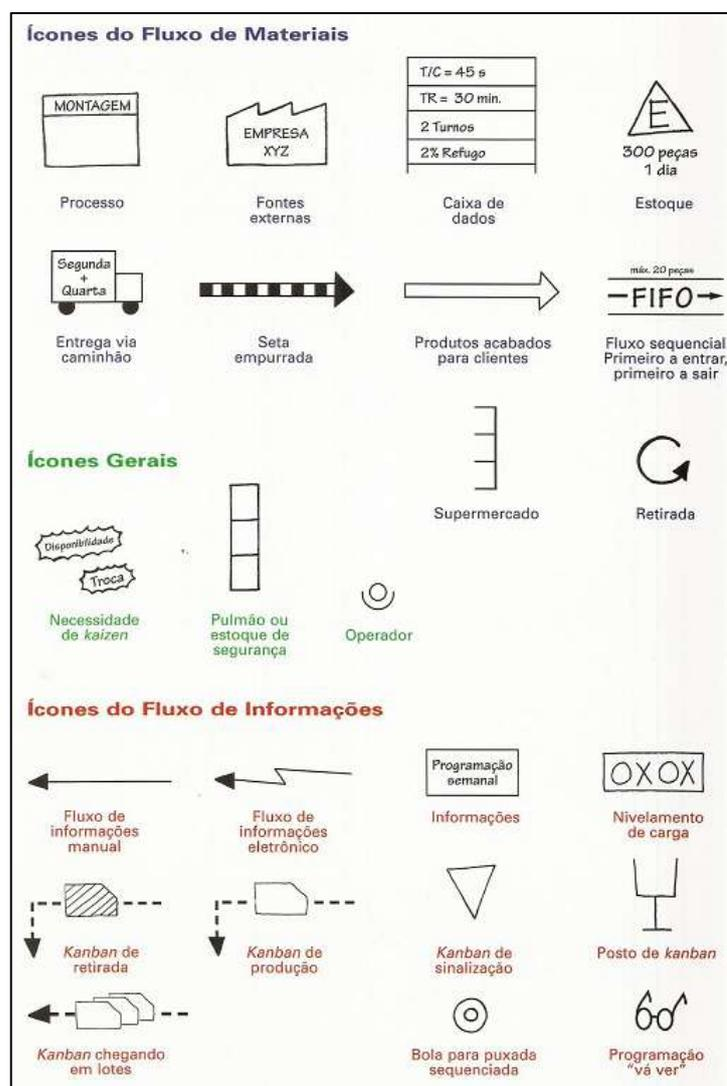 Ícones do Fluxo de Materiais
MONTAGEM
Processo
EMPRESA
XYZ
Fontes
externas
T/C = 45 s
TR = 30 min.
2 Turnos
2% Refugo
Caixa de
dados
E
300 peças
1 dia
Estoque
Segunda
+
Quarta
Entrega via
caminhão
Seta
empurrada
Produtos acabados
para clientes
máx. 20 peças
FIFO
Fluxo sequencial
Primeiro a entrar,
primeiro a sair
Supermercado
Retirada
Ícones Gerais
Disponibilidade
Troca
Necessidade
de kaizen
Pulmão ou
estoque de
segurança
Operador
Ícones do Fluxo de Informações
Fluxo de
informações
manual
Fluxo de
informações
eletrônico
Programação
semanal
Informações
OXOX
Nivelamento
de carga
Kanban de
retirada
Kanban de
produção
Kanban de
sinalização
Posto de kanban
Kanban chegando
em lotes
Bola para puxada
sequenciada
Programação
"vá ver"